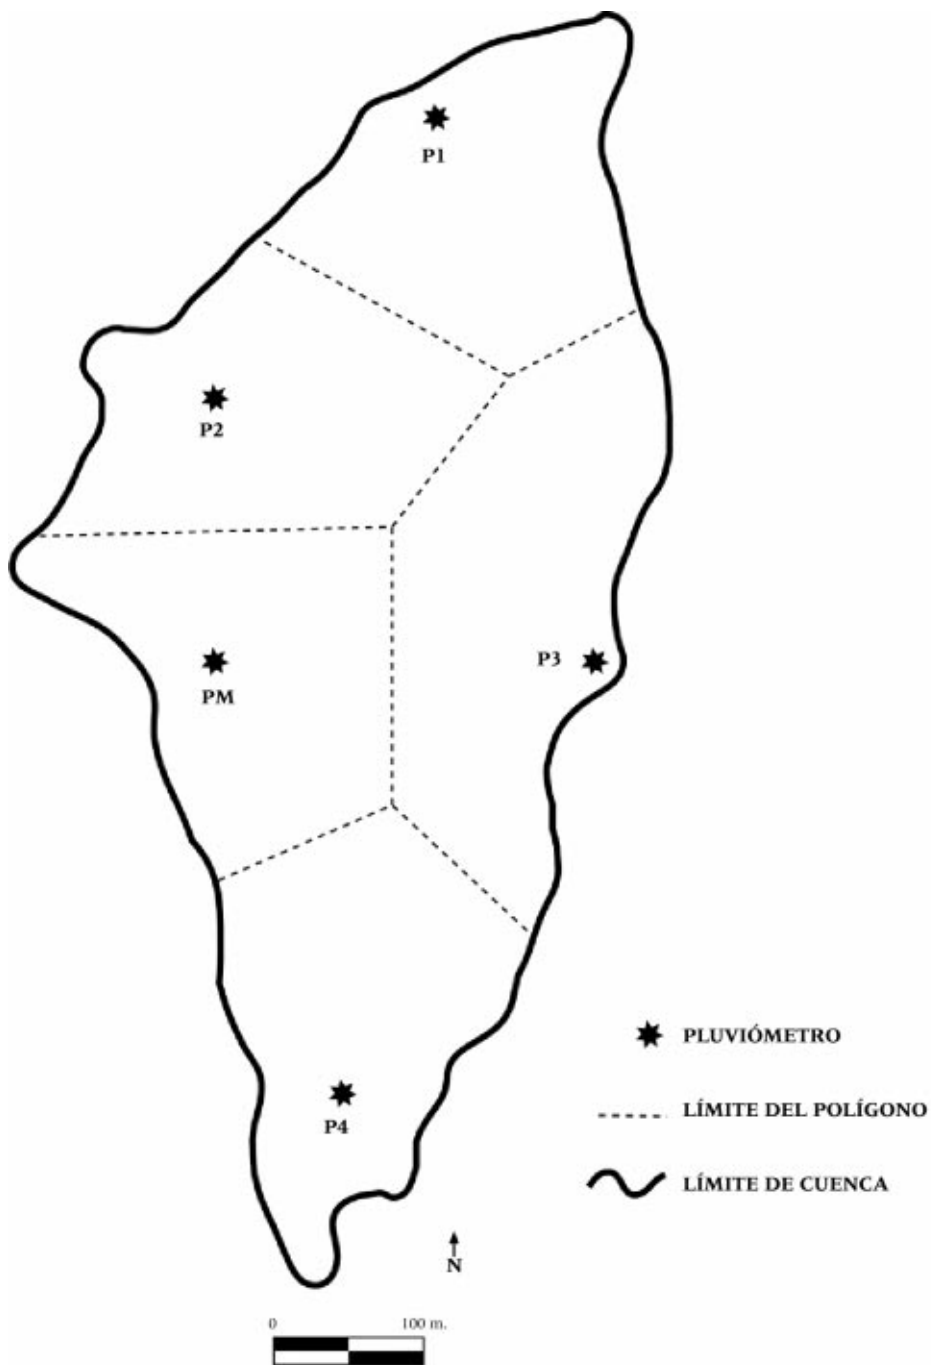 P1
P2
P3
PM
PLUVIÓMETRO
LÍMITE DEL POLÍGONO
P4
LÍMITE DE CUENCA
N
0 100 m.